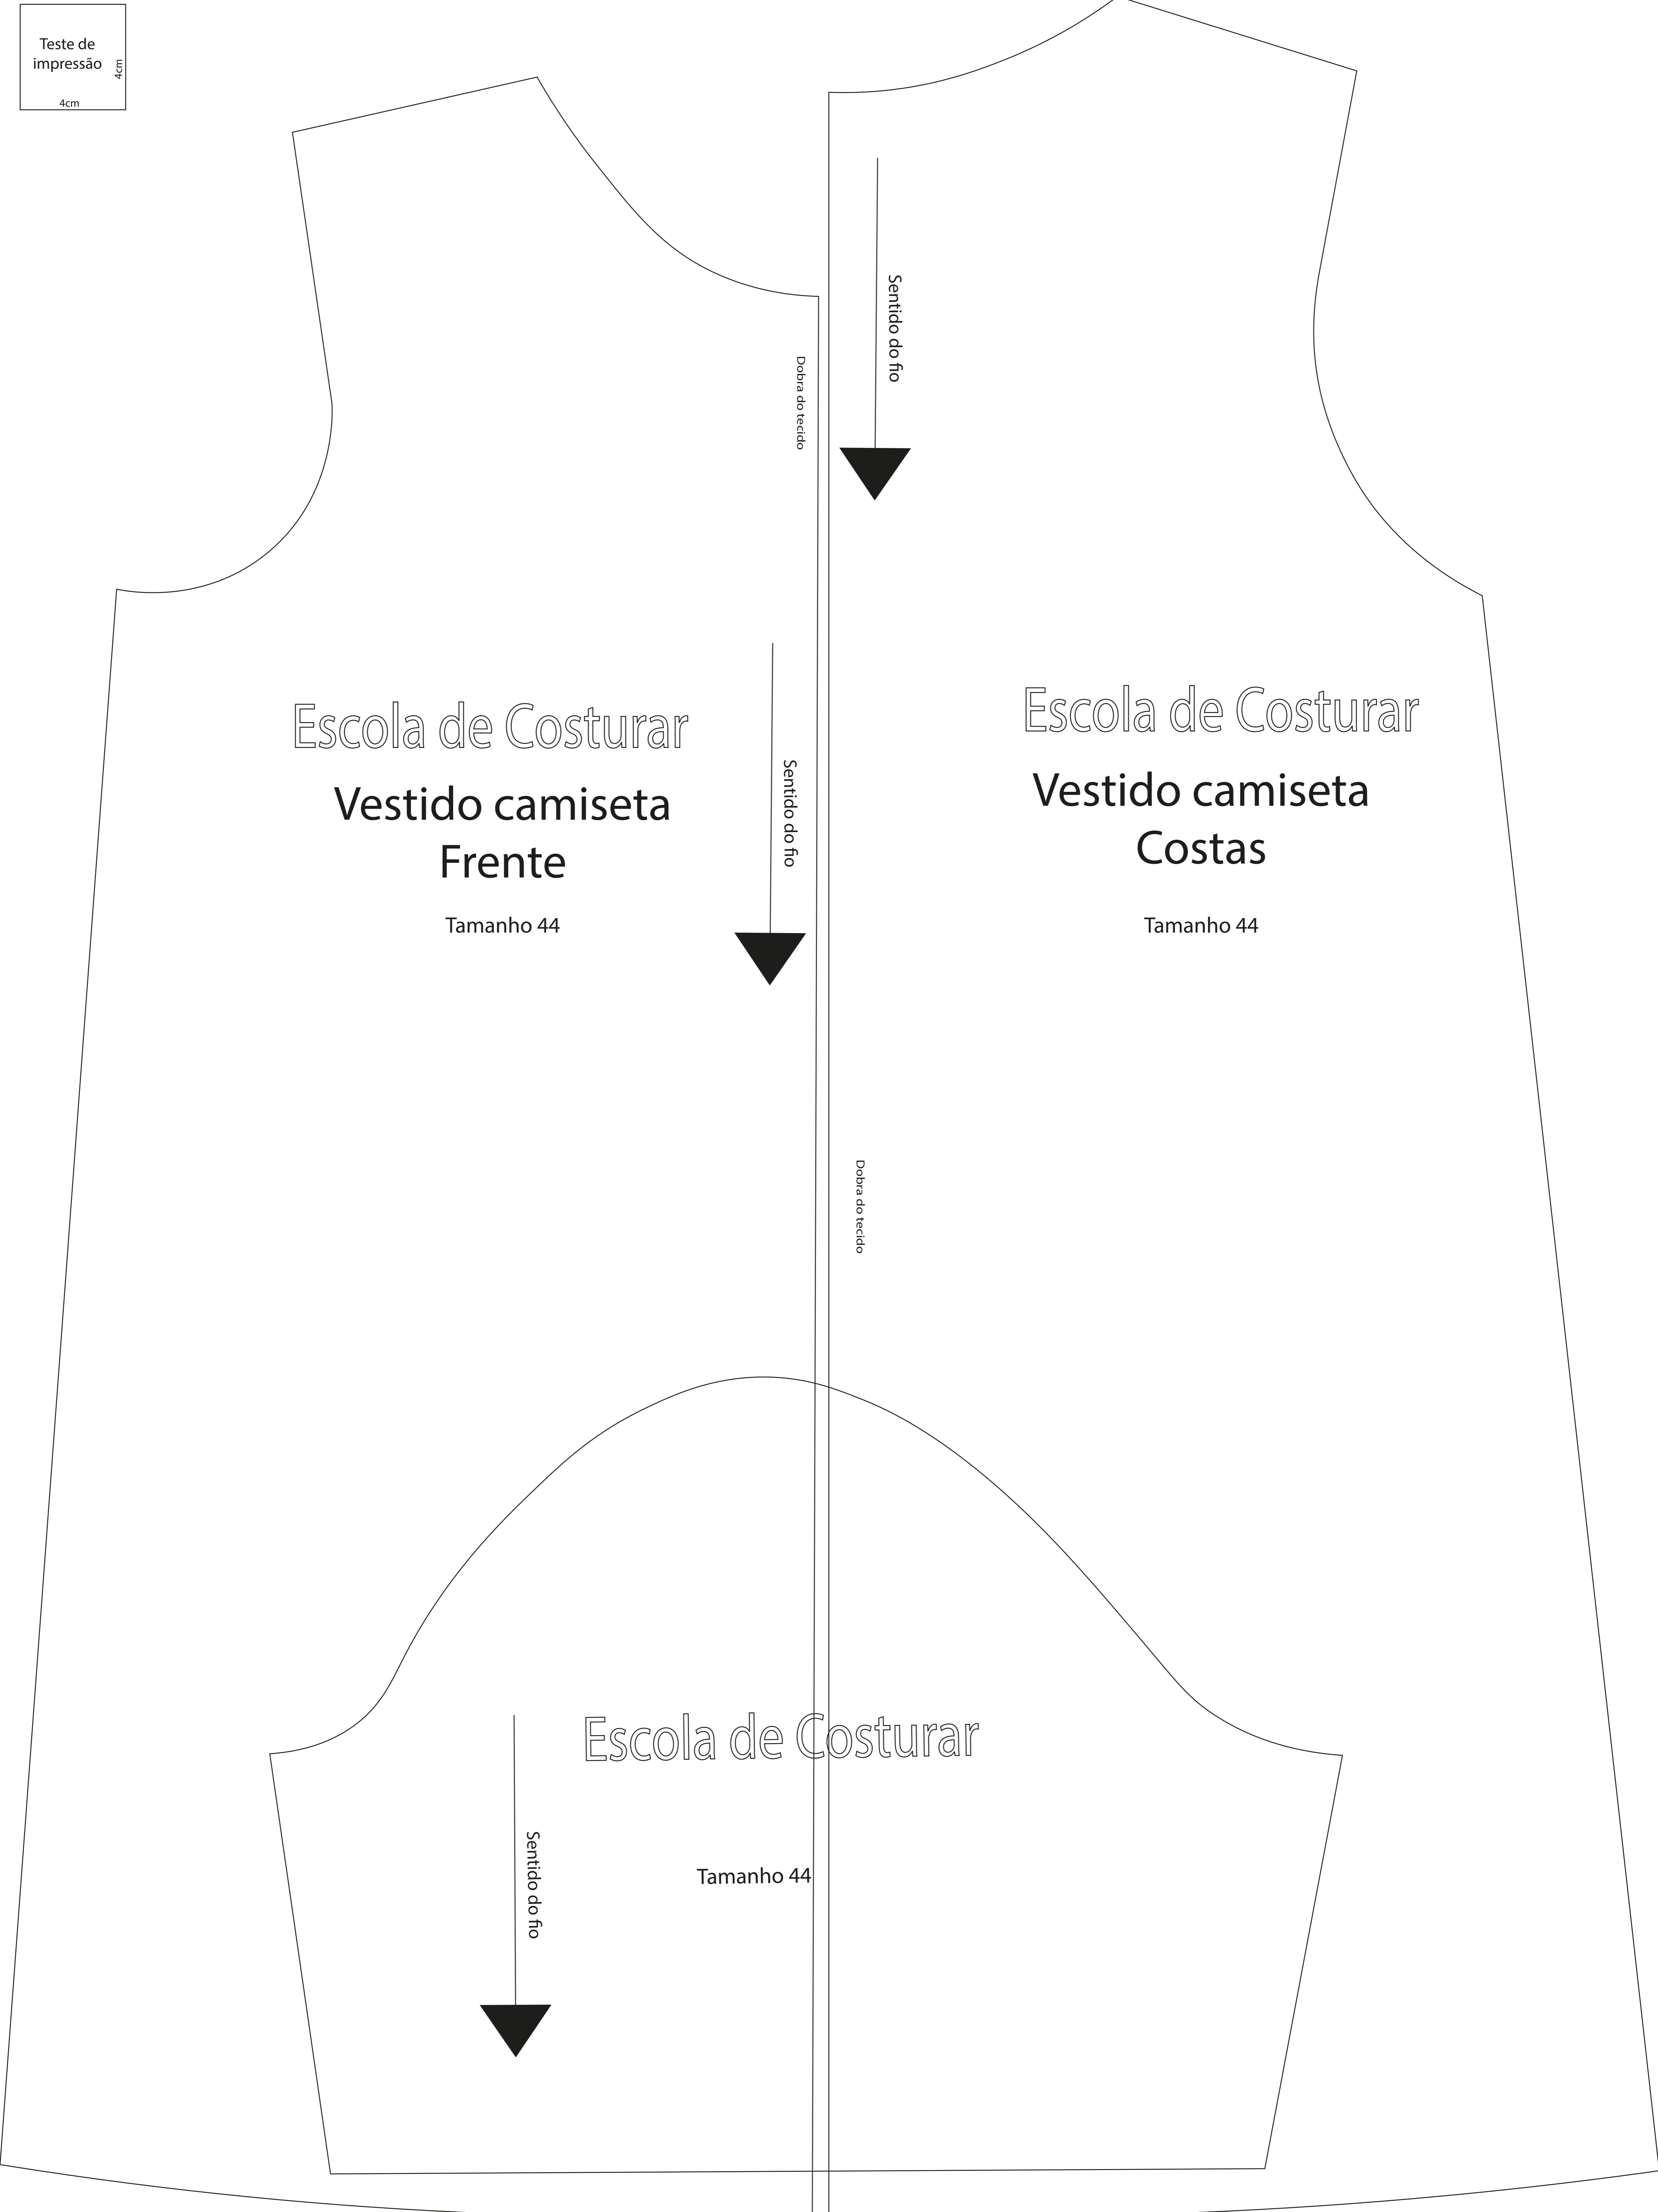 Teste de
impressão
4cm
4cm
Sentido do fio
Dobra do tecido
Escola de Costurar
Vestido camiseta
Frente
Tamanho 44
Sentido do fio
Escola de Costurar
Vestido camiseta
Costas
Tamanho 44
Dobra do tecido
Escola de Costurar
Tamanho 44
Sentido do fio